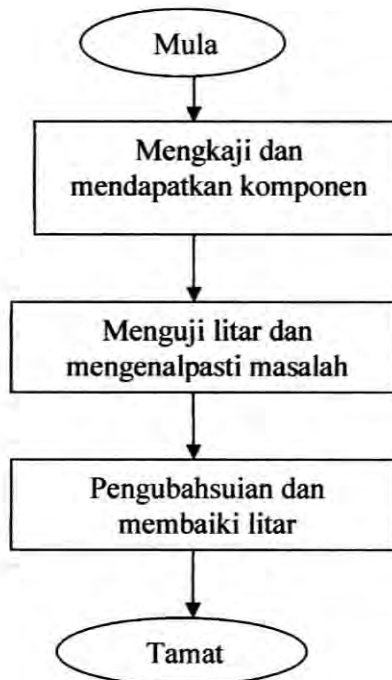 Mula
Mengkaji dan
mendapatkan komponen
Menguji litar dan
mengenalpasti masalah
Pengubahsuian dan
membaiki litar
Tamat